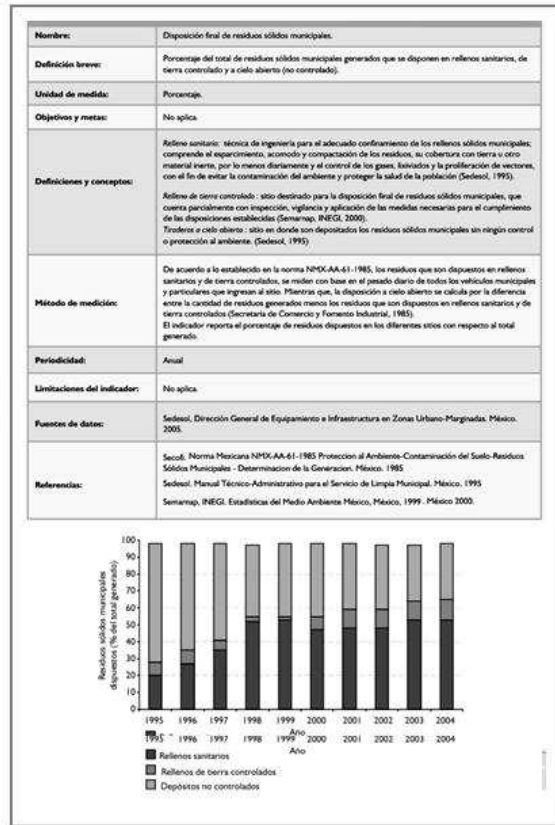 Nombre: Disposición final de residuos sólidos municipales.
Definición breve: Porcentaje del total de residuos sólidos municipales generados que se disponen en rellenos sanitarios, de
tierra controlado y a cielo abierto (no controlado).
Unidad de medida: Porcentaje.
Objetivos y metas: No aplica.
Definiciones y conceptos:
Relleno sanitario: técnica de ingeniería para el adecuado confinamiento de los rellenos sólidos municipales;
comprende el esparcimiento, acomodo y compactación de los residuos, su cobertura con tierra u otro
material inerte, por lo menos diariamente y el control de los gases, lixiviados y la proliferación de vectores,
con el fin de evitar la contaminación del ambiente y proteger la salud de la población (Sedesol, 1995).
Relleno de tierra controlado : sitio destinado para la disposición final de residuos sólidos municipales, que
cuenta parcialmente con inspección, vigilancia y aplicación de las medidas necesarias para el cumplimiento
de las disposiciones establecidas (Semarnap, INEGI, 2000).
Tiraderos a cielo abierto : sitio en donde son depositados los residuos sólidos municipales sin ningún control
o protección al ambiente. (Sedesol, 1995)
Método de medición:
De acuerdo a lo establecido en la norma NMX-AA-61-1985, los residuos que son dispuestos en rellenos
sanitarios y de tierra controlados, se miden con base en el pesado diario de todos los vehículos municipales
y particulares que ingresan al sitio. Mientras que, la disposición a cielo abierto se calcula por la diferencia
entre la cantidad de residuos generados menos los residuos que son dispuestos en rellenos sanitarios y de
tierra controlados (Secretaría de Comercio y Fomento Industrial, 1985).
El indicador reporta el porcentaje de residuos dispuestos en los diferentes sitios con respecto al total
generado.
Periodicidad: Anual
Limitaciones del indicador: No aplica.
Fuentes de datos: Sedesol, Dirección General de Equipamiento e Infraestructura en Zonas Urbano-Marginadas. México.
2005.
Referencias:
Secofi. Norma Mexicana NMX-AA-61-1985 Proteccion al Ambiente-Contaminación del Suelo-Residuos
Sólidos Municipales - Determinacion de la Generacion. México. 1985
Sedesol. Manual Técnico-Administrativo para el Servicio de Limpia Municipal. México. 1995
Semarnap, INEGI. Estadísticas del Medio Ambiente México, México, 1999 . México 2000.
Residuos sólidos municipales
dispuestos (% del total generado)
100
90
80
70
60
50
40
30
20
10
0
1995 1996 1997 1998 1999 2000 2001 2002 2003 2004
Año
1995 1996 1997 1998 1999 2000 2001 2002 2003 2004
Año
Rellenos sanitarios
Rellenos de tierra controlados
Depósitos no controlados